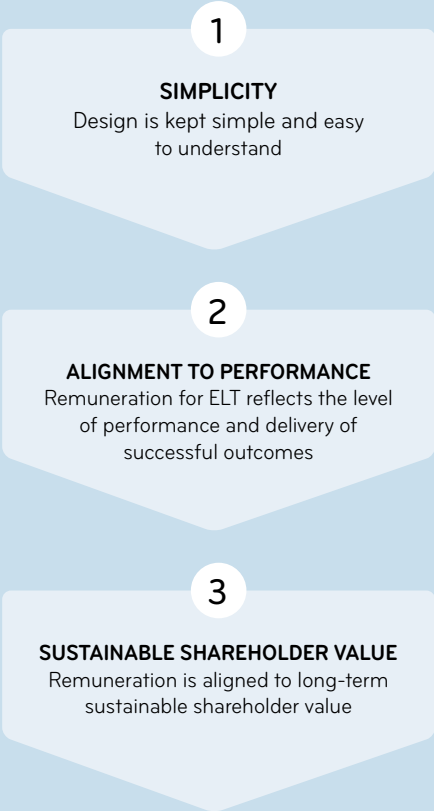 1
SIMPLICITY
Design is kept simple and easy
to understand
2
ALIGNMENT TO PERFORMANCE
Remuneration for ELT reflects the level
of performance and delivery of
successful outcomes
3
SUSTAINABLE SHAREHOLDER VALUE
Remuneration is aligned to long-term
sustainable shareholder value